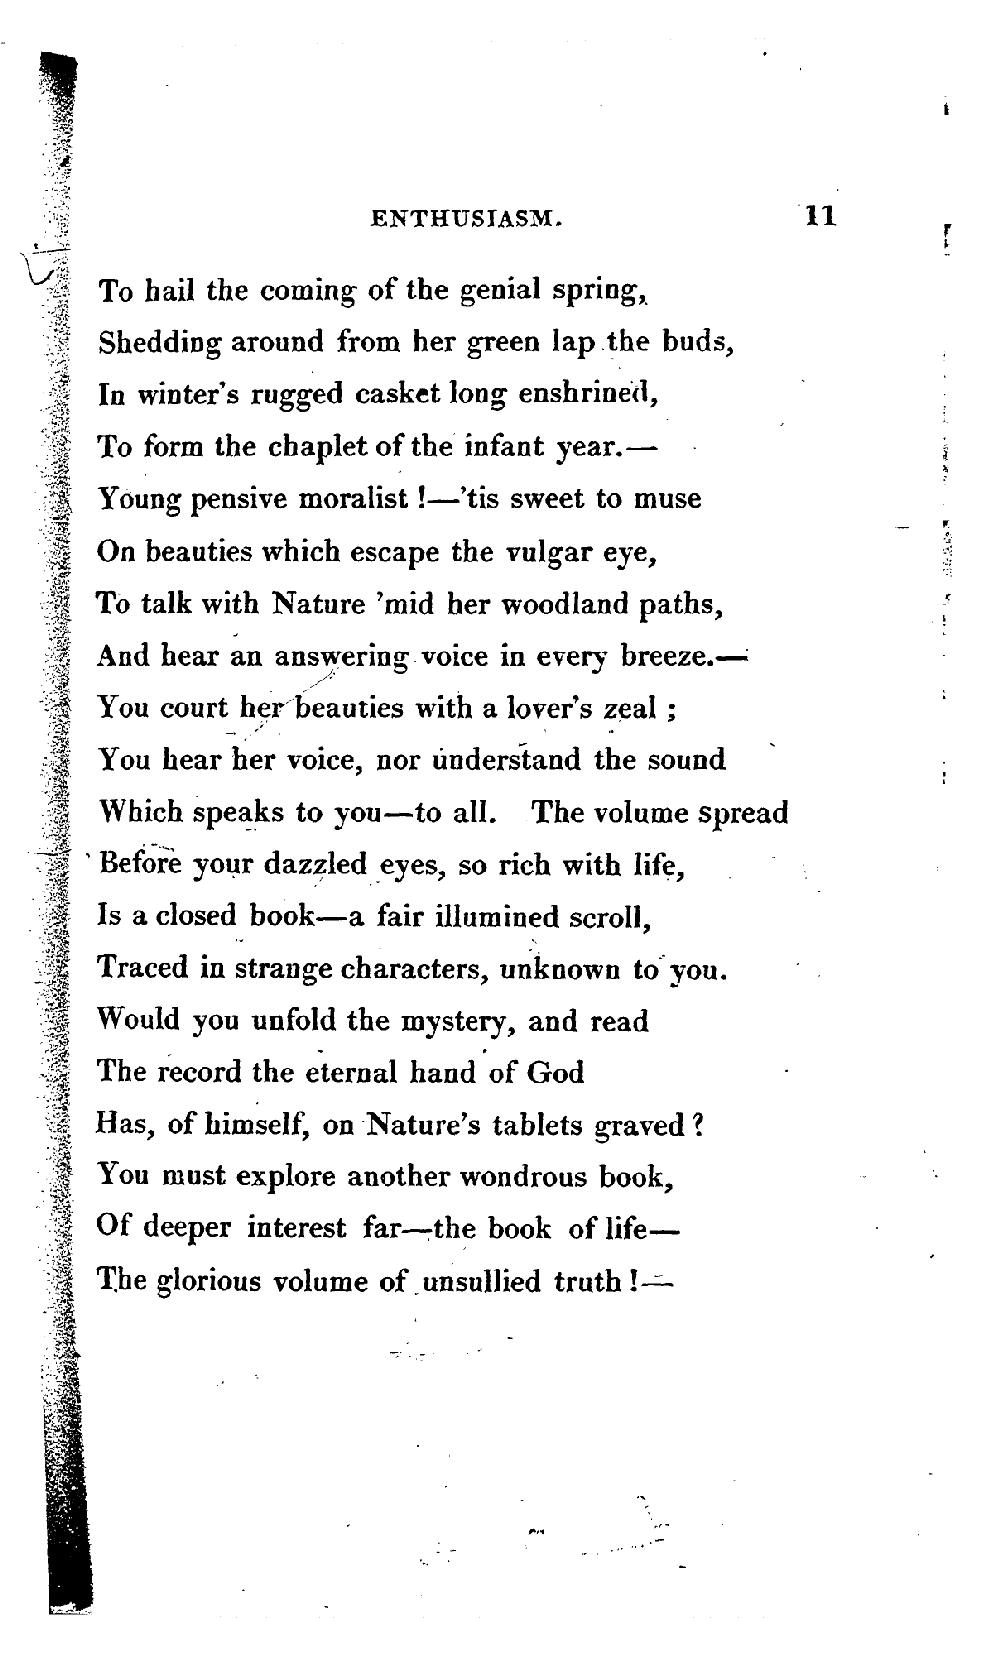 ENTHUSIASM. 11
To hail the coming of the genial spring,
Shedding around from her green lap the buds,
In winter's rugged casket long enshrined,
To form the chaplet of the infant year.—
Young pensive moralist !—'tis sweet to muse
On beauties which escape the vulgar eye,
To talk with Nature 'mid her woodland paths,
And hear an answering voice in every breeze.—
You court her beauties with a lover's zeal ;
You hear her voice, nor understand the sound
Which speaks to you—to all. The volume spread
Before your dazzled eyes, so rich with life,
Is a closed book—a fair illumined scroll,
Traced in strange characters, unknown to you.
Would you unfold the mystery, and read
The record the eternal hand of God
Has, of himself, on Nature's tablets graved ?
You must explore another wondrous book,
Of deeper interest far—the book of life—
The glorious volume of unsullied truth !—